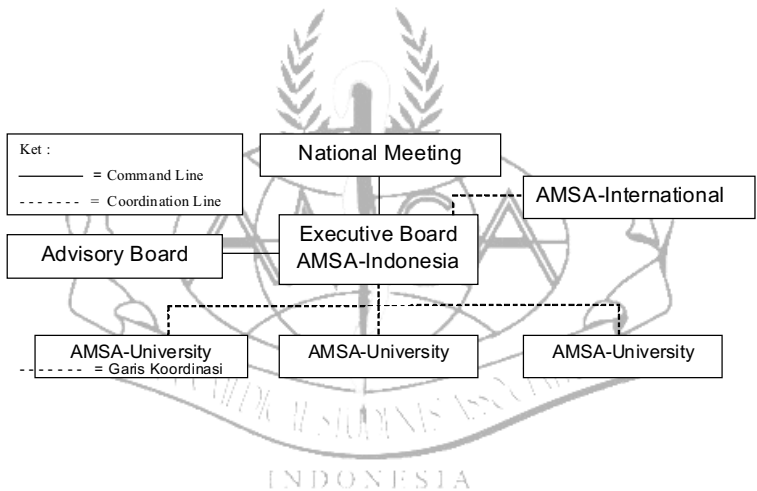 Ket :
= Command Line
= Coordination Line
National Meeting
AMSA-International
Executive Board
AMSA-Indonesia
Advisory Board
AMSA-University
AMSA-University
AMSA-University
- - - - - - - = Garis Koordinasi
AMSA
INDONESIA